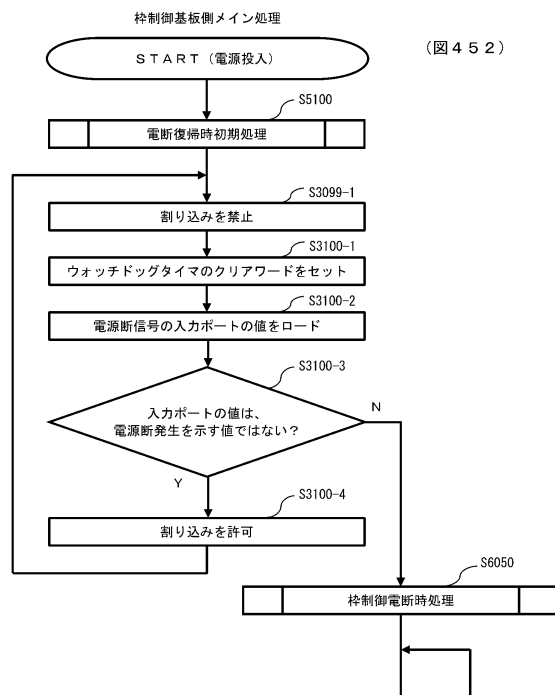 枠制御基板側メイン処理
（図４５２）
ＳＴＡＲＴ（電源投入）
S5100
電断復帰時初期処理
S3099-1
割り込みを禁止
S3100-1
ウォッチドッグタイマのクリアワードをセット
S3100-2
電源断信号の入力ポートの値をロード
S3100-3
入力ポートの値は、
電源断発生を示す値ではない？
N
Y
S3100-4
割り込みを許可
S6050
枠制御電断時処理